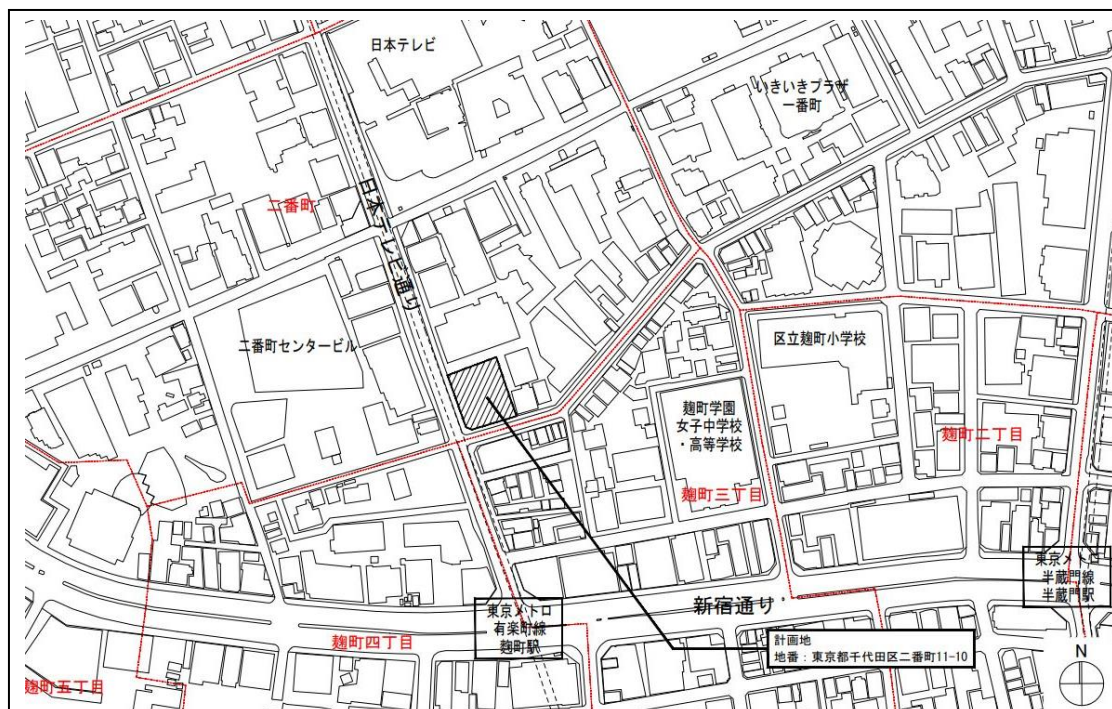 日本テレビ
いきいきプラザ
一番町
二番町
日本テレビ通り
二番町センタービル
区立麹町小学校
麹町学園
女子中学校
・高等学校
麹町二丁目
麹町三丁目
東京メトロ
半蔵門線
半蔵門駅
新宿通り
東京メトロ
有楽町線
麹町駅
麹町四丁目
計画地
地番:東京都千代田区二番町11-10
N
麹町五丁目